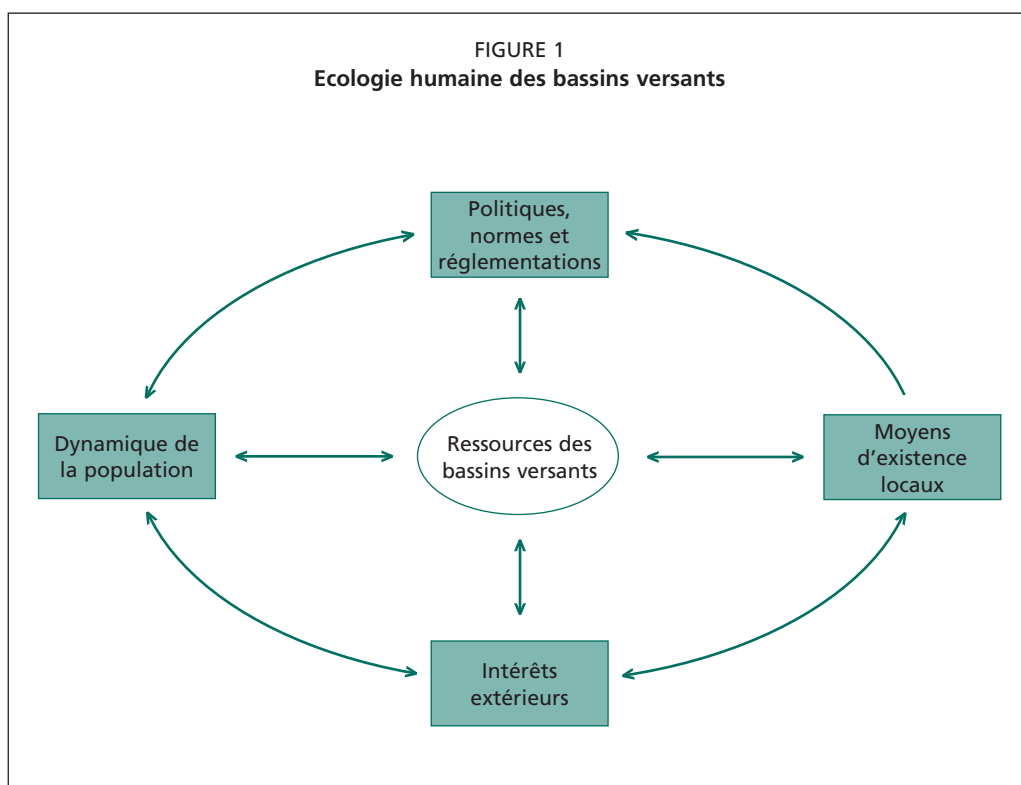 FIGURE 1
Ecologie humaine des bassins versants
Politiques,
normes et
réglementations
Dynamique de
la population
Ressources des
bassins versants
Moyens
d'existence
locaux
Intérêts
extérieurs